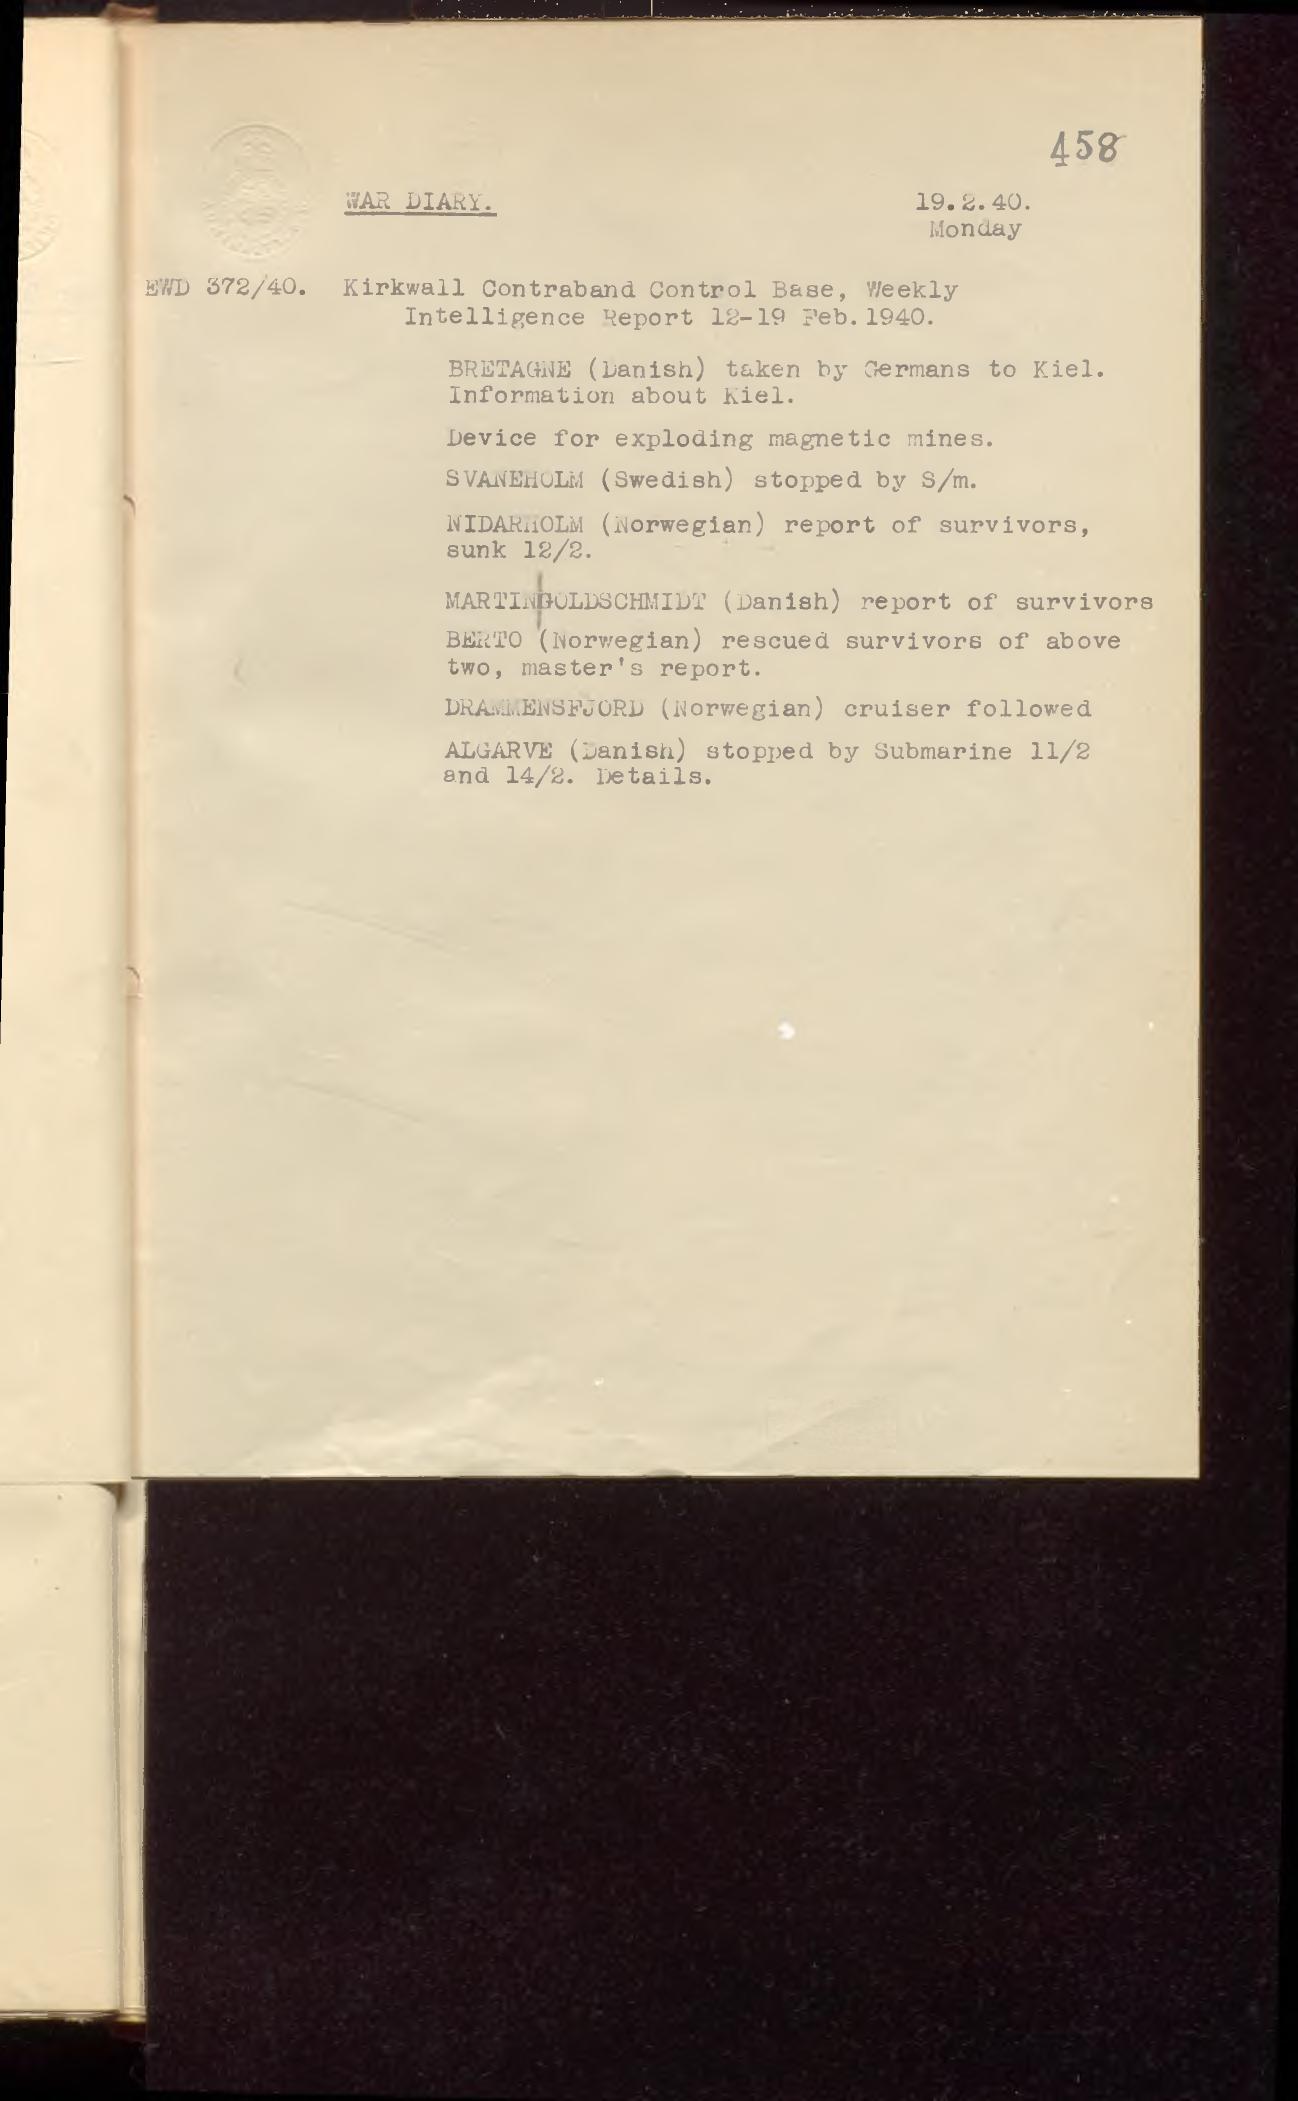 458
WAR DIARY. 19.2.40.
Monday
EWD 372/40. Kirkwall Contraband Control Base, Weekly
Intelligence Report 12-19 Feb.1940.
BRETAGNE (Danish) taken by Germans to Kiel.
Information about Kiel.
Device for exploding magnetic mines.
SVANEHOLM (Swedish) stopped by S/m.
NIDARHOLM (Norwegian) report of survivors,
sunk 12/2.
MARTIN|GOLDSCHMIDT (Danish) report of survivors
BERTO (Norwegian) rescued survivors of above
two, master's report.
DRAMMENSFJORD (Norwegian) cruiser followed
ALGARVE (Danish) stopped by Submarine 11/2
and 14/2. Details.